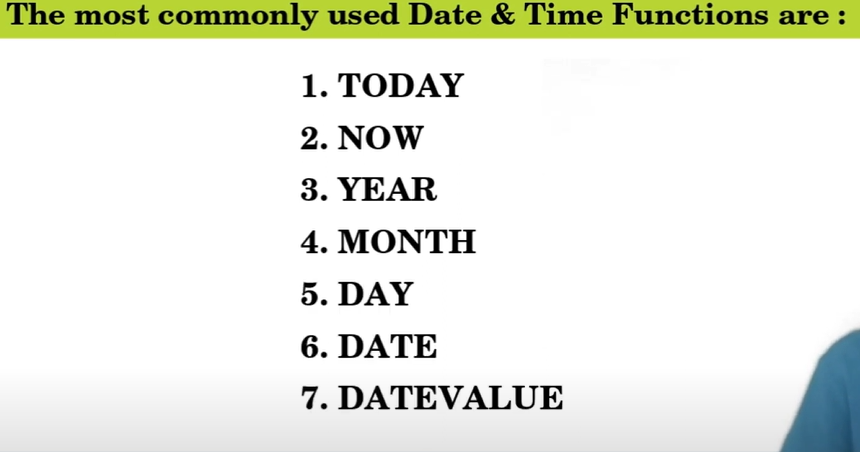 The most commonly used Date & Time Functions are :
1. TODAY
2. NOW
3. YEAR
4. MONTH
5. DAY
6. DATE
7. DATEVALUE